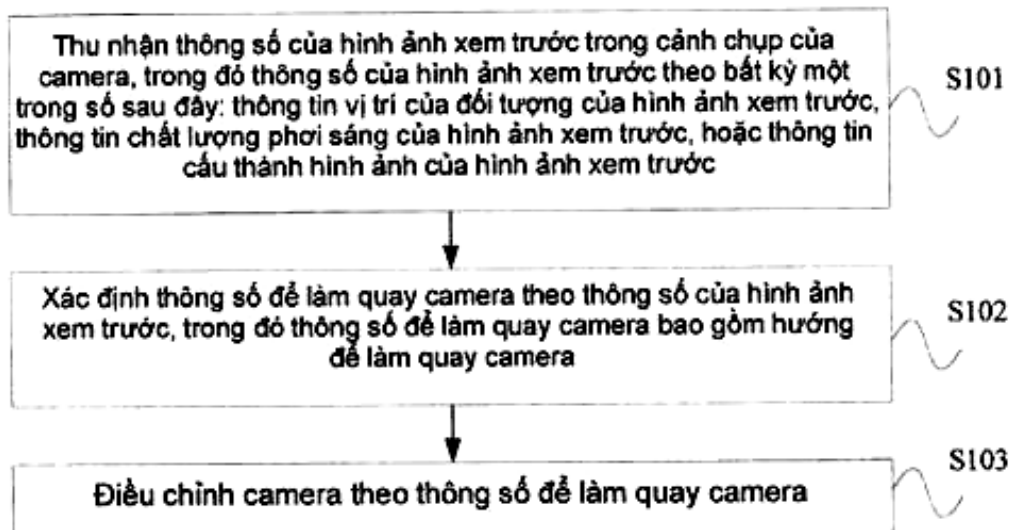 Thu nhận thông số của hình ảnh xem trước trong cảnh chụp của
camera, trong đó thông số của hình ảnh xem trước theo bất kỳ một
trong số sau đây: thông tin vị trí của đối tượng của hình ảnh xem trước,
thông tin chất lượng phơi sáng của hình ảnh xem trước, hoặc thông tin
cấu thành hình ảnh của hình ảnh xem trước
S101
Xác định thông số để làm quay camera theo thông số của hình ảnh
xem trước, trong đó thông số để làm quay camera bao gồm hướng
để làm quay camera
S102
Điều chỉnh camera theo thông số để làm quay camera
S103